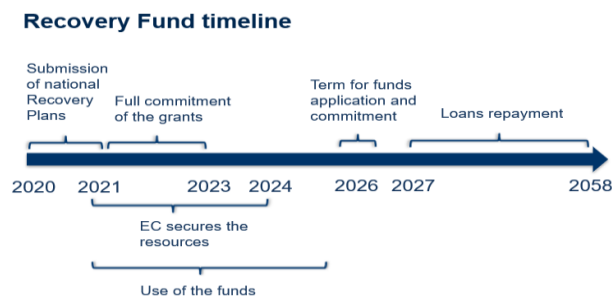 Recovery Fund timeline
Submission
of national
Recovery
Plans
Full commitment
of the grants
Term for funds
application and
commitment
Loans repayment
2020
2021
2023
2024
2026
2027
2058
EC secures the
resources
Use of the funds